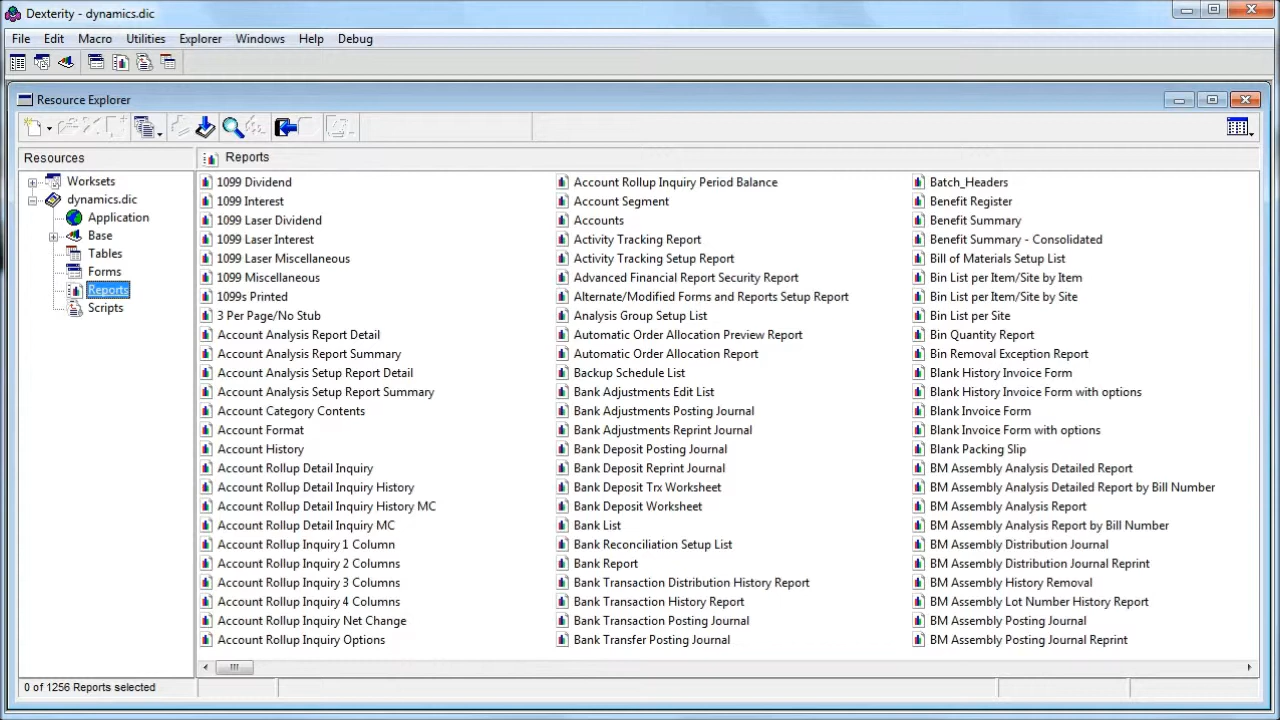 Dexterity - dynamics.dic
File Edit Macro Utilities Explorer Windows Help Debug
Resource Explorer
Resources
Reports
Worksets
dynamics.dic
Application
Base
Tables
Forms
Reports
Scripts
1099 Dividend
1099 Interest
1099 Laser Dividend
1099 Laser Interest
1099 Laser Miscellaneous
1099 Miscellaneous
1099s Printed
3 Per Page/No Stub
Account Analysis Report Detail
Account Analysis Report Summary
Account Analysis Setup Report Detail
Account Analysis Setup Report Summary
Account Category Contents
Account Format
Account History
Account Rollup Detail Inquiry
Account Rollup Detail Inquiry History
Account Rollup Detail Inquiry History MC
Account Rollup Detail Inquiry MC
Account Rollup Inquiry 1 Column
Account Rollup Inquiry 2 Columns
Account Rollup Inquiry 3 Columns
Account Rollup Inquiry 4 Columns
Account Rollup Inquiry Net Change
Account Rollup Inquiry Options
Account Rollup Inquiry Period Balance
Account Segment
Accounts
Activity Tracking Report
Activity Tracking Setup Report
Advanced Financial Report Security Report
Alternate/Modified Forms and Reports Setup Report
Analysis Group Setup List
Automatic Order Allocation Preview Report
Automatic Order Allocation Report
Backup Schedule List
Bank Adjustments Edit List
Bank Adjustments Posting Journal
Bank Adjustments Reprint Journal
Bank Deposit Posting Journal
Bank Deposit Reprint Journal
Bank Deposit Trx Worksheet
Bank Deposit Worksheet
Bank List
Bank Reconciliation Setup List
Bank Report
Bank Transaction Distribution History Report
Bank Transaction History Report
Bank Transaction Posting Journal
Bank Transfer Posting Journal
Batch_Headers
Benefit Register
Benefit Summary
Benefit Summary - Consolidated
Bill of Materials Setup List
Bin List per Item/Site by Item
Bin List per Item/Site by Site
Bin List per Site
Bin Quantity Report
Bin Removal Exception Report
Blank History Invoice Form
Blank History Invoice Form with options
Blank Invoice Form
Blank Invoice Form with options
Blank Packing Slip
BM Assembly Analysis Detailed Report
BM Assembly Analysis Detailed Report by Bill Number
BM Assembly Analysis Report
BM Assembly Analysis Report by Bill Number
BM Assembly Distribution Journal
BM Assembly Distribution Journal Reprint
BM Assembly History Removal
BM Assembly Lot Number History Report
BM Assembly Posting Journal
BM Assembly Posting Journal Reprint
0 of 1256 Reports selected